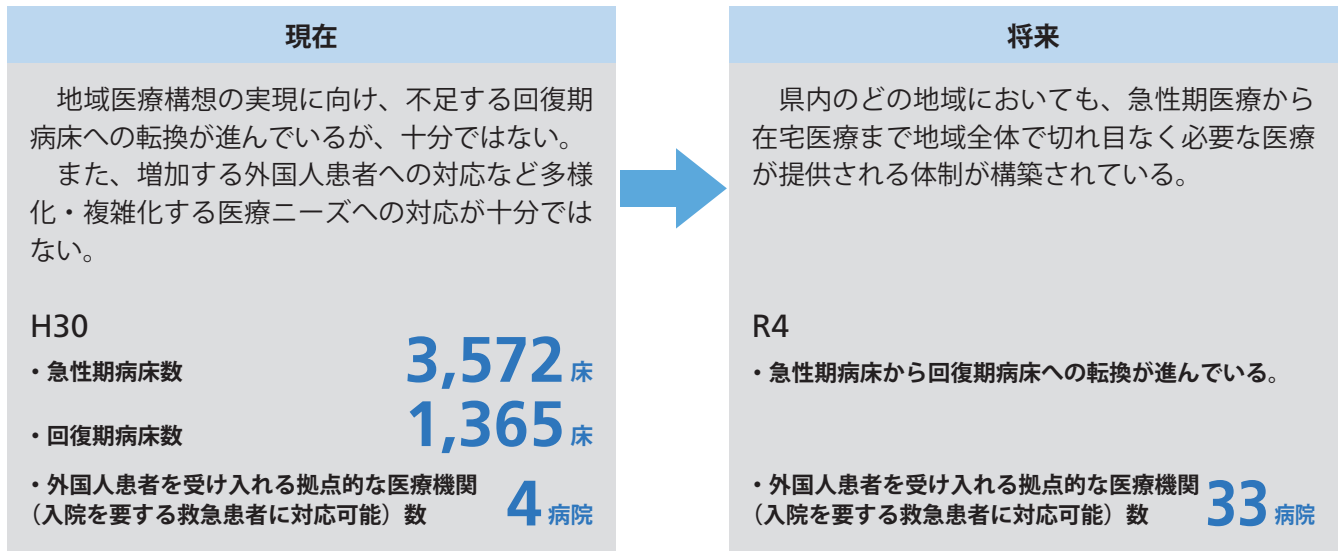 現在
地域医療構想の実現に向け、不足する回復期
病床への転換が進んでいるが、十分ではない。
また、増加する外国人患者への対応など多様
化・複雑化する医療ニーズへの対応が十分では
ない。
H30
・急性期病床数 3,572床
・回復期病床数 1,365床
・外国人患者を受け入れる拠点的な医療機関
（入院を要する救急患者に対応可能）数 4病院
将来
県内のどの地域においても、急性期医療から
在宅医療まで地域全体で切れ目なく必要な医療
が提供される体制が構築されている。
R4
・急性期病床から回復期病床への転換が進んでいる。
・外国人患者を受け入れる拠点的な医療機関
（入院を要する救急患者に対応可能）数 33病院